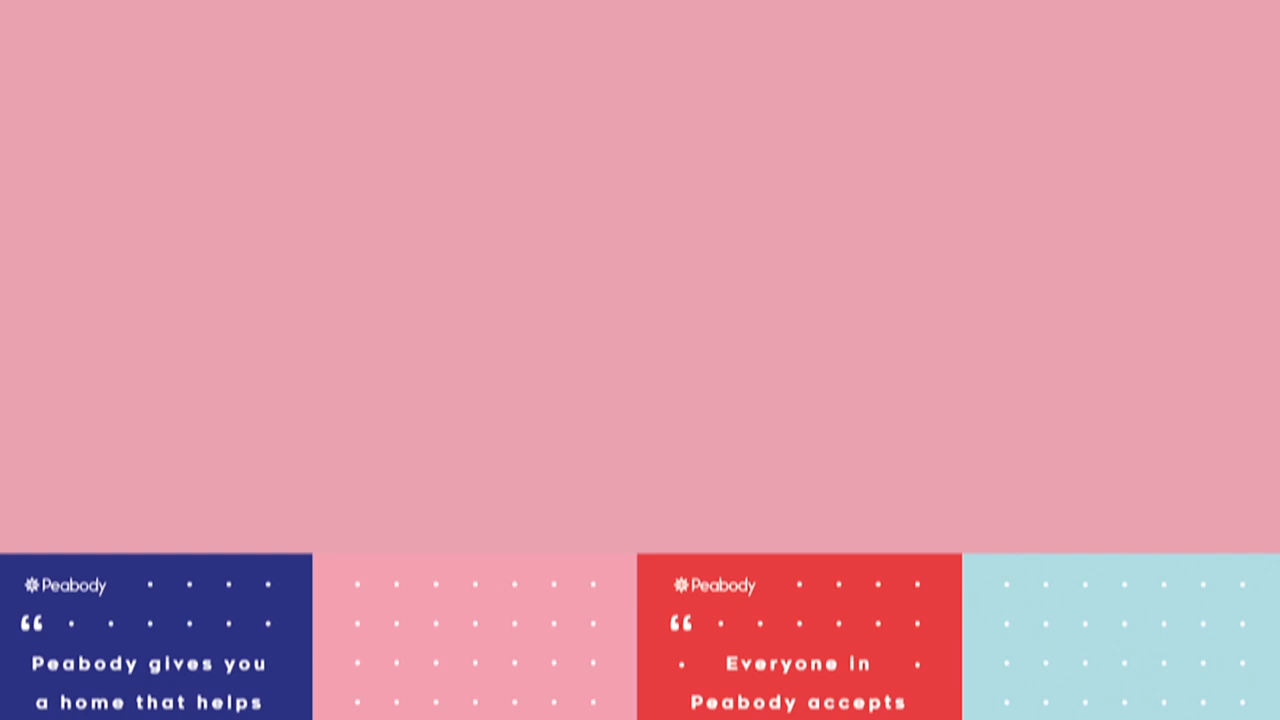 Peabody
“
Peabody gives you
a home that helps
Peabody
“
Everyone in
Peabody accepts